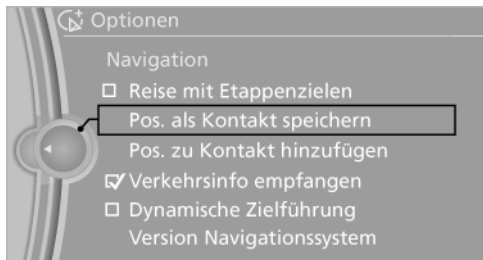 Optionen
Navigation
Reise mit Etappenzielen
Pos. als Kontakt speichern
Pos. zu Kontakt hinzufügen
Verkehrsinfo empfangen
Dynamische Zielführung
Version Navigationssystem